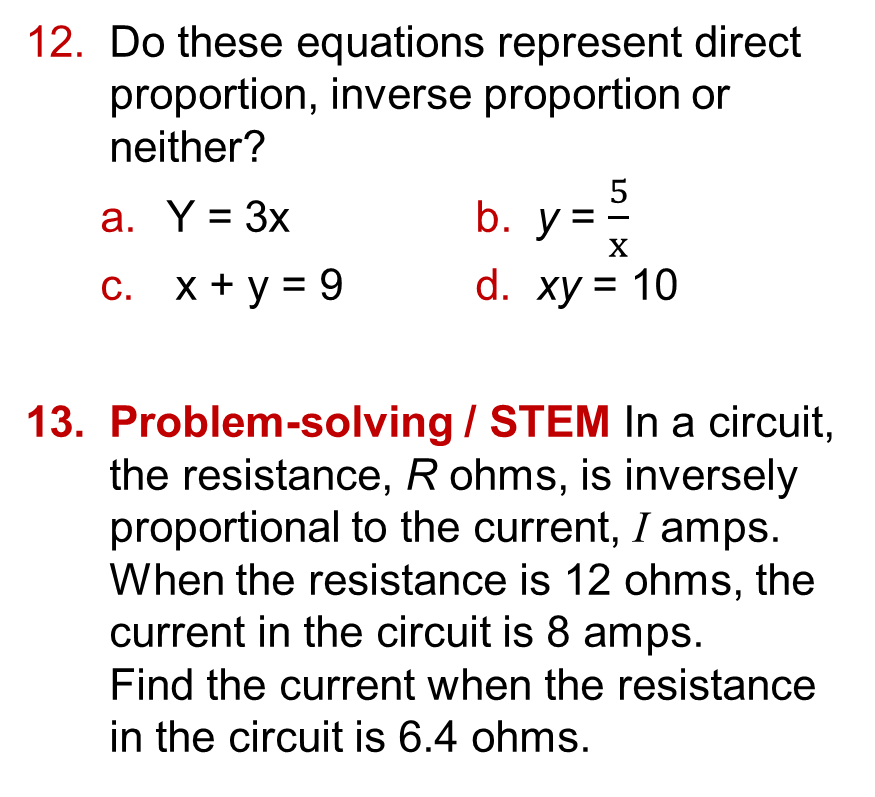 12. Do these equations represent direct
proportion, inverse proportion or
neither?
a. Y = 3x b. y = 5/x
c. x + y = 9 d. xy = 10
13. Problem-solving / STEM In a circuit,
the resistance, R ohms, is inversely
proportional to the current, I amps.
When the resistance is 12 ohms, the
current in the circuit is 8 amps.
Find the current when the resistance
in the circuit is 6.4 ohms.